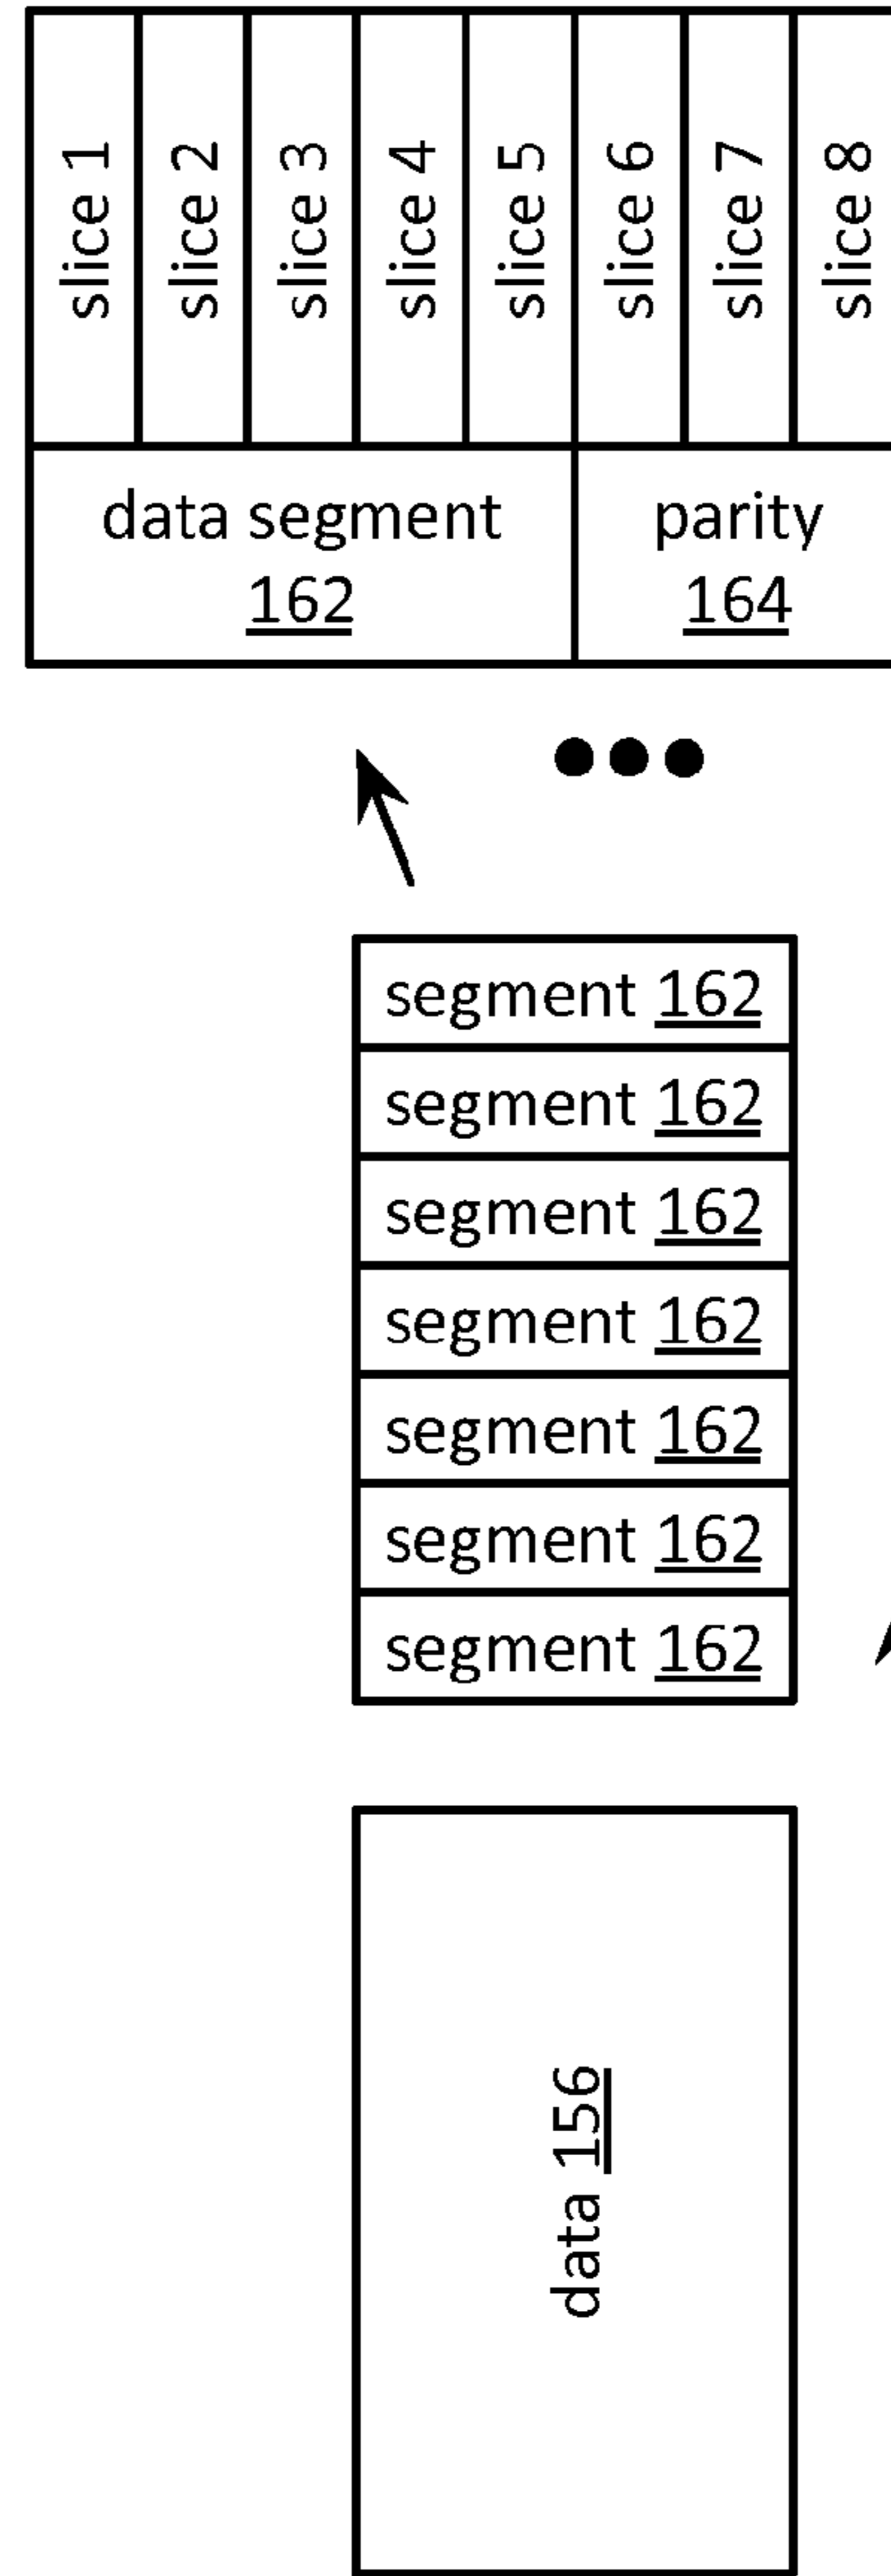 slice 1
slice 2
slice 3
slice 4
slice 5
slice 6
slice 7
slice 8
data segment
162
parity
164
segment 162
segment 162
segment 162
segment 162
segment 162
segment 162
segment 162
data 156